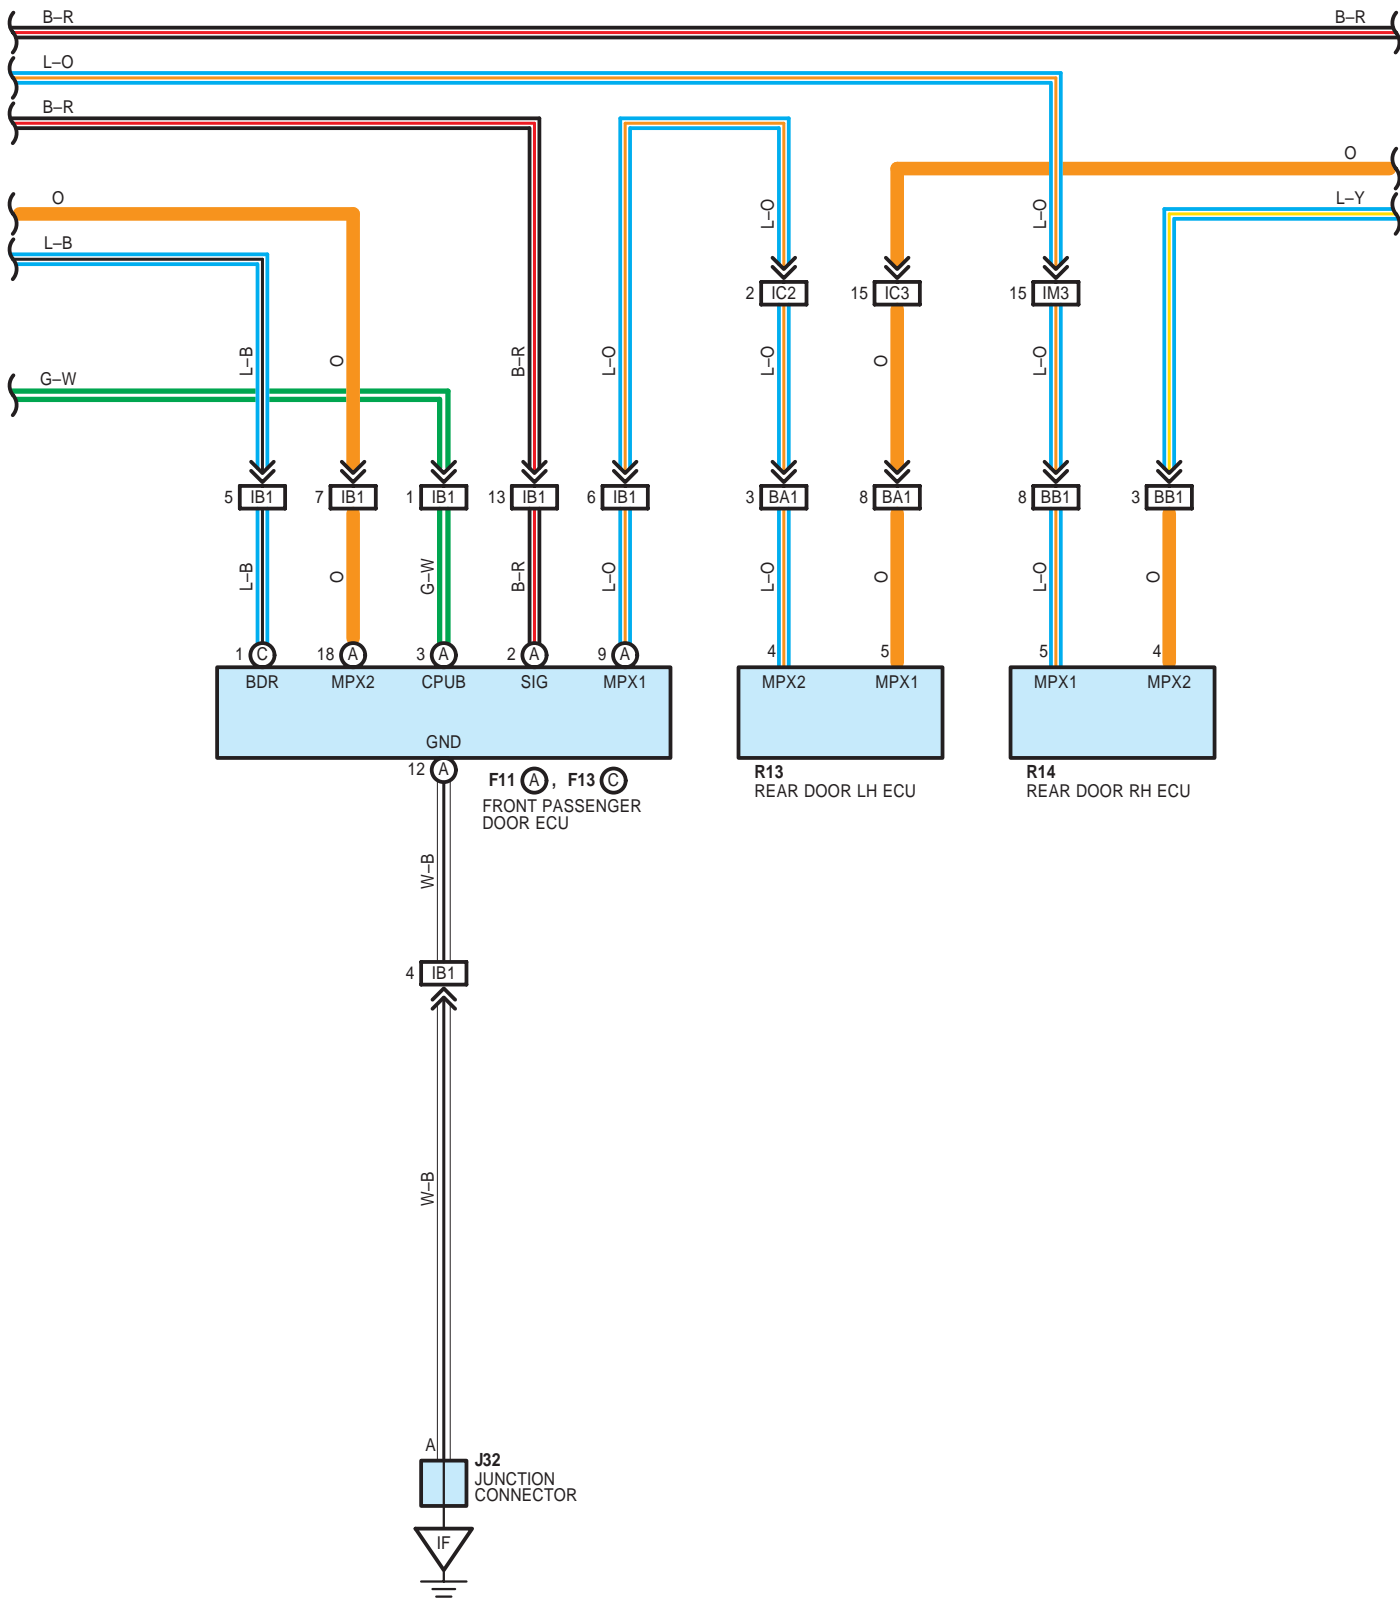 B–R
B–R
L–O
B–R
O
O
L–Y
L–B
L–O
L–O
2 IC2
15 IC3
15 IM3
L–B
O
B–R
L–O
L–O
O
L–O
G–W
5 IB1
7 IB1
1 IB1
13 IB1
6 IB1
3 BA1
8 BA1
8 BB1
3 BB1
L–B
O
G–W
B–R
L–O
L–O
O
L–O
O
1 C
18 A
3 A
2 A
9 A
4
5
5
4
BDR
MPX2
CPUB
SIG
MPX1
MPX2
MPX1
MPX1
MPX2
GND
12 A
F11 A , F13 C
FRONT PASSENGER
DOOR ECU
R13
REAR DOOR LH ECU
R14
REAR DOOR RH ECU
W–B
4 IB1
W–B
A
J32
JUNCTION
CONNECTOR
IF